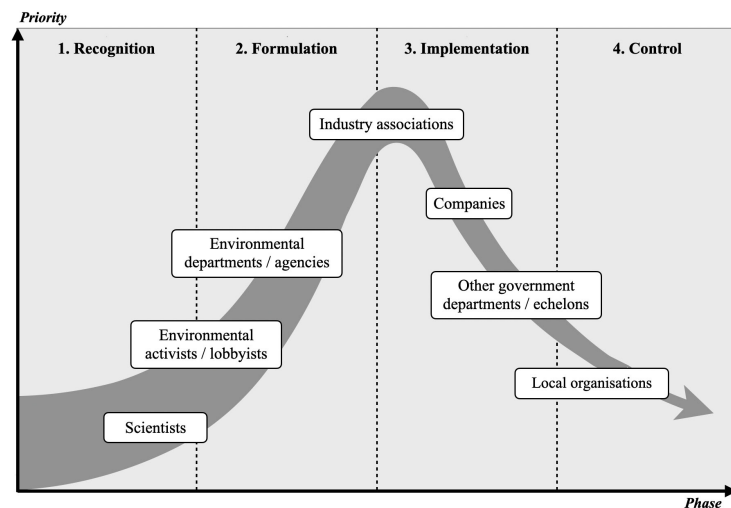 Priority
1. Recognition
2. Formulation
3. Implementation
4. Control
Industry associations
Companies
Environmental
departments / agencies
Other government
departments / echelons
Environmental
activists / lobbyists
Local organisations
Scientists
Phase